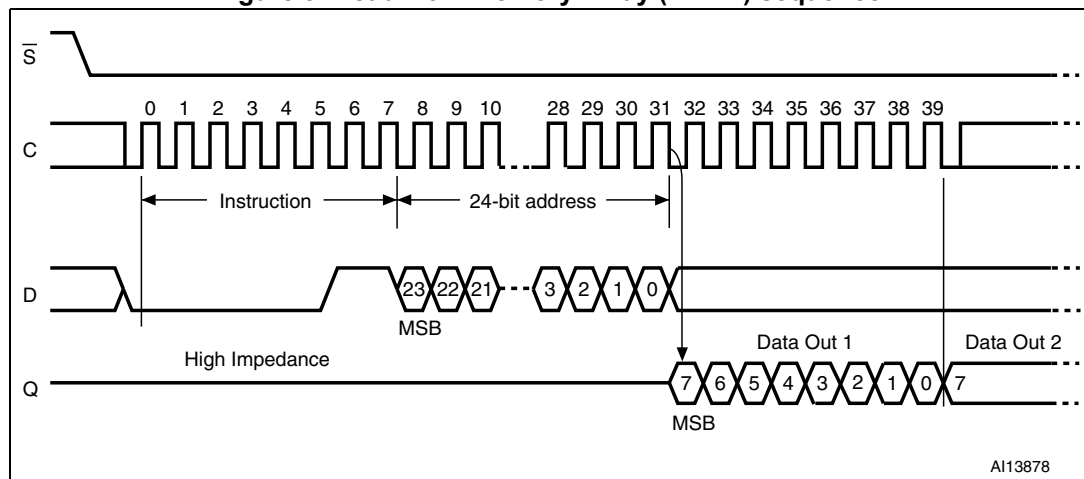 S
0 1 2 3 4 5 6 7 8 9 10 28 29 30 31 32 33 34 35 36 37 38 39
C
Instruction 24-bit address
D 23 22 21 3 2 1 0
MSB
High Impedance Data Out 1 Data Out 2
Q 7 6 5 4 3 2 1 0 7
MSB
AI13878